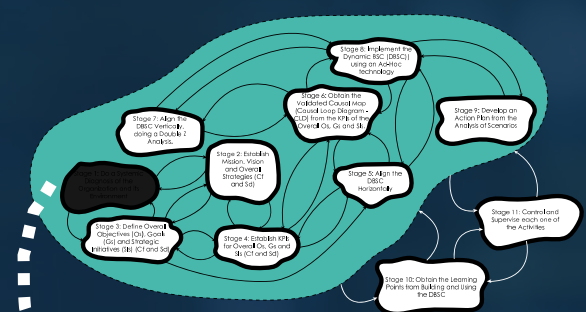 Stage 8: Implement the
Dynamic BSC (DBSC))
using an Ad-Hoc
technology
Stage 6: Obtain the
Validated Causal Map
(Causal Loop Diagram -
CLD) from the KPIs of the
Overall Os, Gs and SIs
Stage 9: Develop an
Action Plan from the
Analysis of Scenarios
Stage 7: Align the
DBSC Vertically,
doing a Double Z
Analysis.
Stage 2: Establish
Mission, Vision
and Overall
Strategies (Cf
and Sd)
Stage 5: Align the
DBSC
Horizontally
Stage 1:
Stage 3: Define Overall
Objectives (Os), Goals
(Gs) and Strategic
Initiatives (SIs) (Cf and Sd)
Stage 4: Establish KPIs
for Overall Os, Gs and
SIs (Cf and Sd)
Stage 11: Control and
Supervise each one of
the Activities
Stage 10: Obtain the Learning
Points from Building and Using
the DBSC